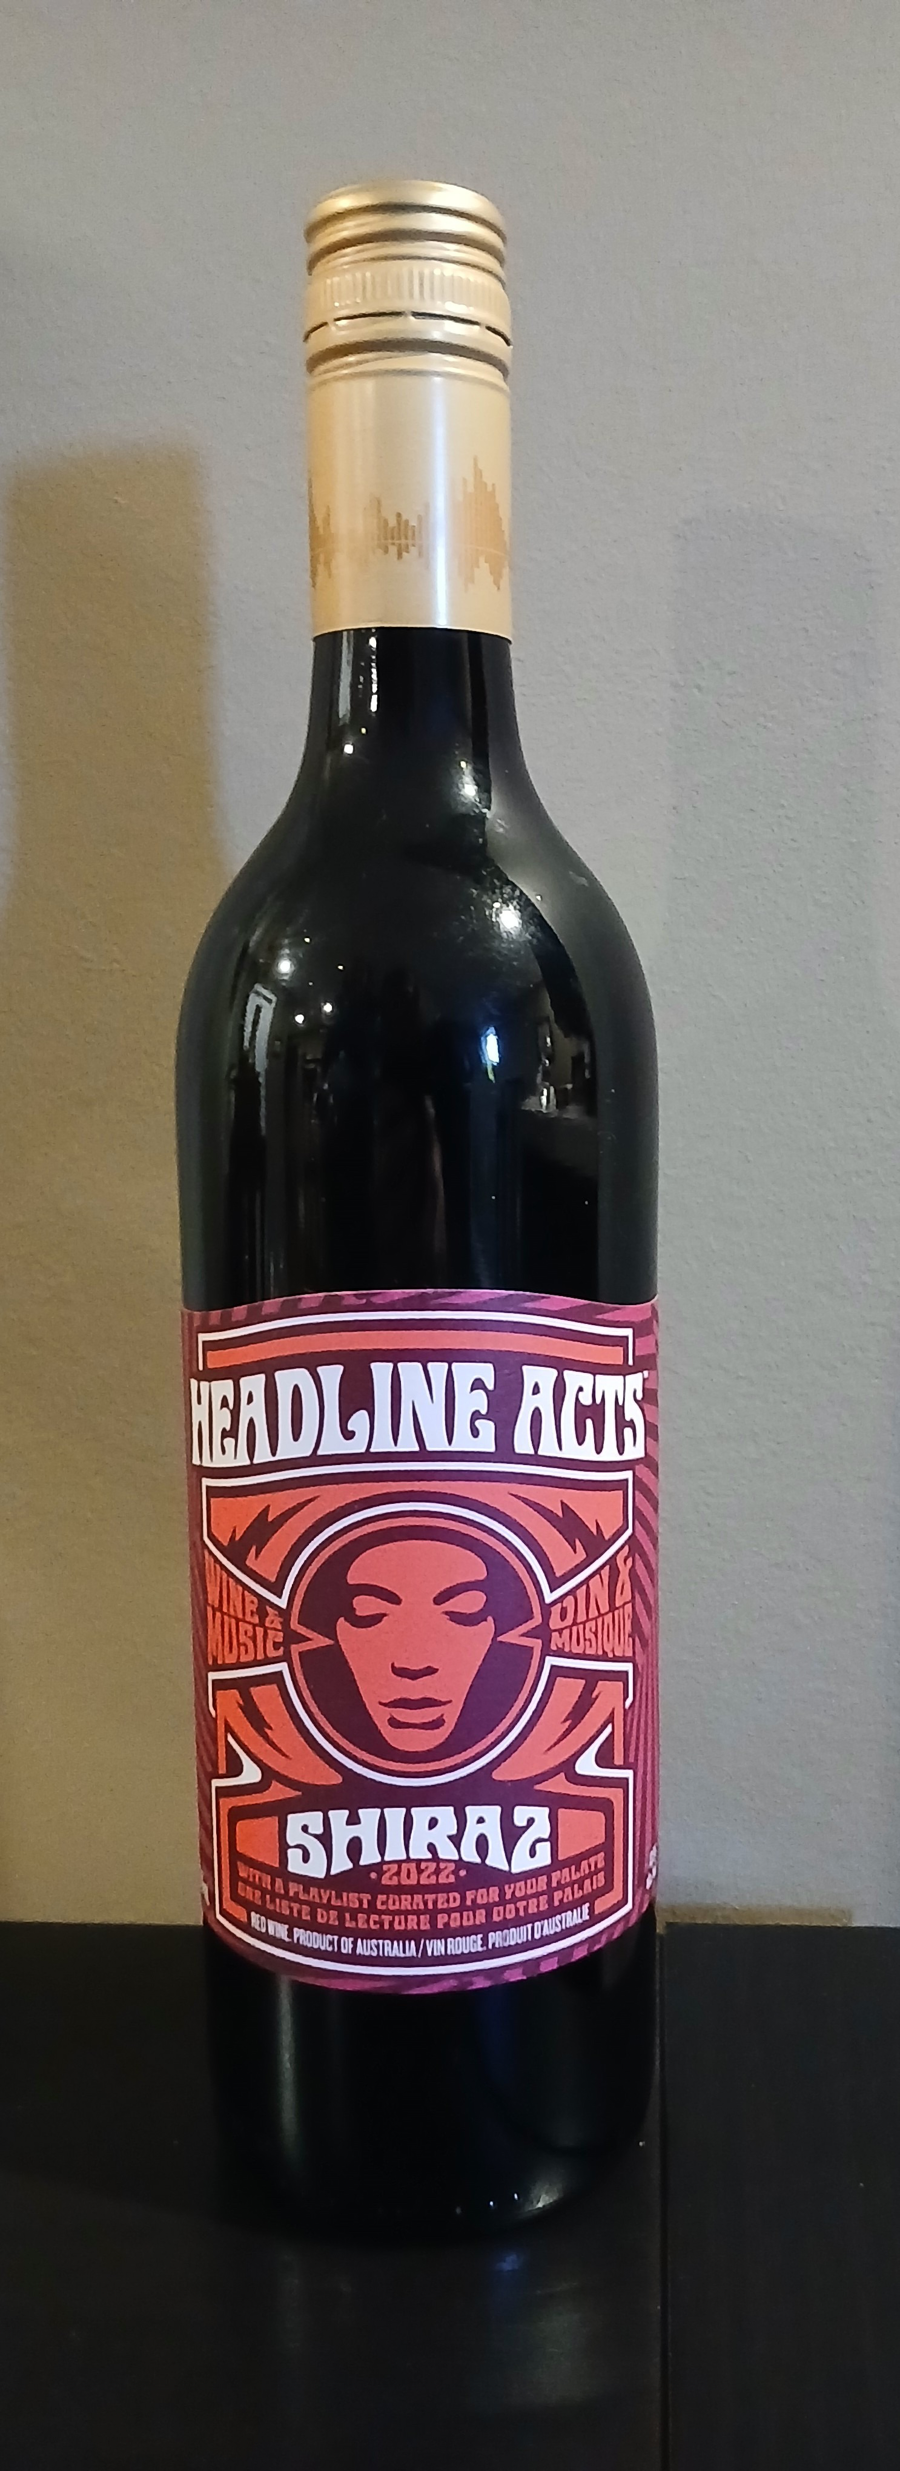 HEADLINE ACTS
WINE &
MUSIC
VIN &
MUSIQUE
SHIRAZ
·2022·
WITH A PLAYLIST CURATED FOR YOUR PALATE
UNE LISTE DE LECTURE POUR VOTRE PALAIS
RED WINE. PRODUCT OF AUSTRALIA / VIN ROUGE. PRODUIT D'AUSTRALIE